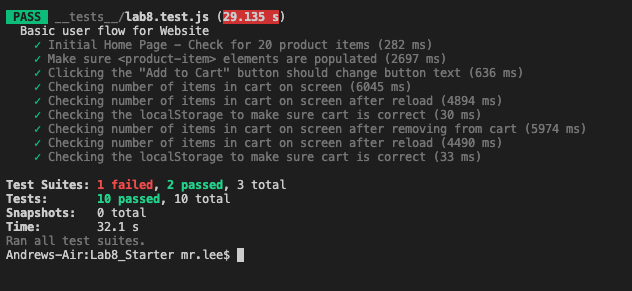 PASS __tests__/lab8.test.js (29.135 s)
Basic user flow for Website
✓ Initial Home Page – Check for 20 product items (282 ms)
✓ Make sure <product-item> elements are populated (2697 ms)
✓ Clicking the "Add to Cart" button should change button text (636 ms)
✓ Checking number of items in cart on screen (6045 ms)
✓ Checking number of items in cart on screen after reload (4894 ms)
✓ Checking the localStorage to make sure cart is correct (30 ms)
✓ Checking number of items in cart on screen after removing from cart (5974 ms)
✓ Checking number of items in cart on screen after reload (4490 ms)
✓ Checking the localStorage to make sure cart is correct (33 ms)
Test Suites: 1 failed, 2 passed, 3 total
Tests: 10 passed, 10 total
Snapshots: 0 total
Time: 32.1 s
Ran all test suites.
Andrews-Air:Lab8_Starter mr.lee$